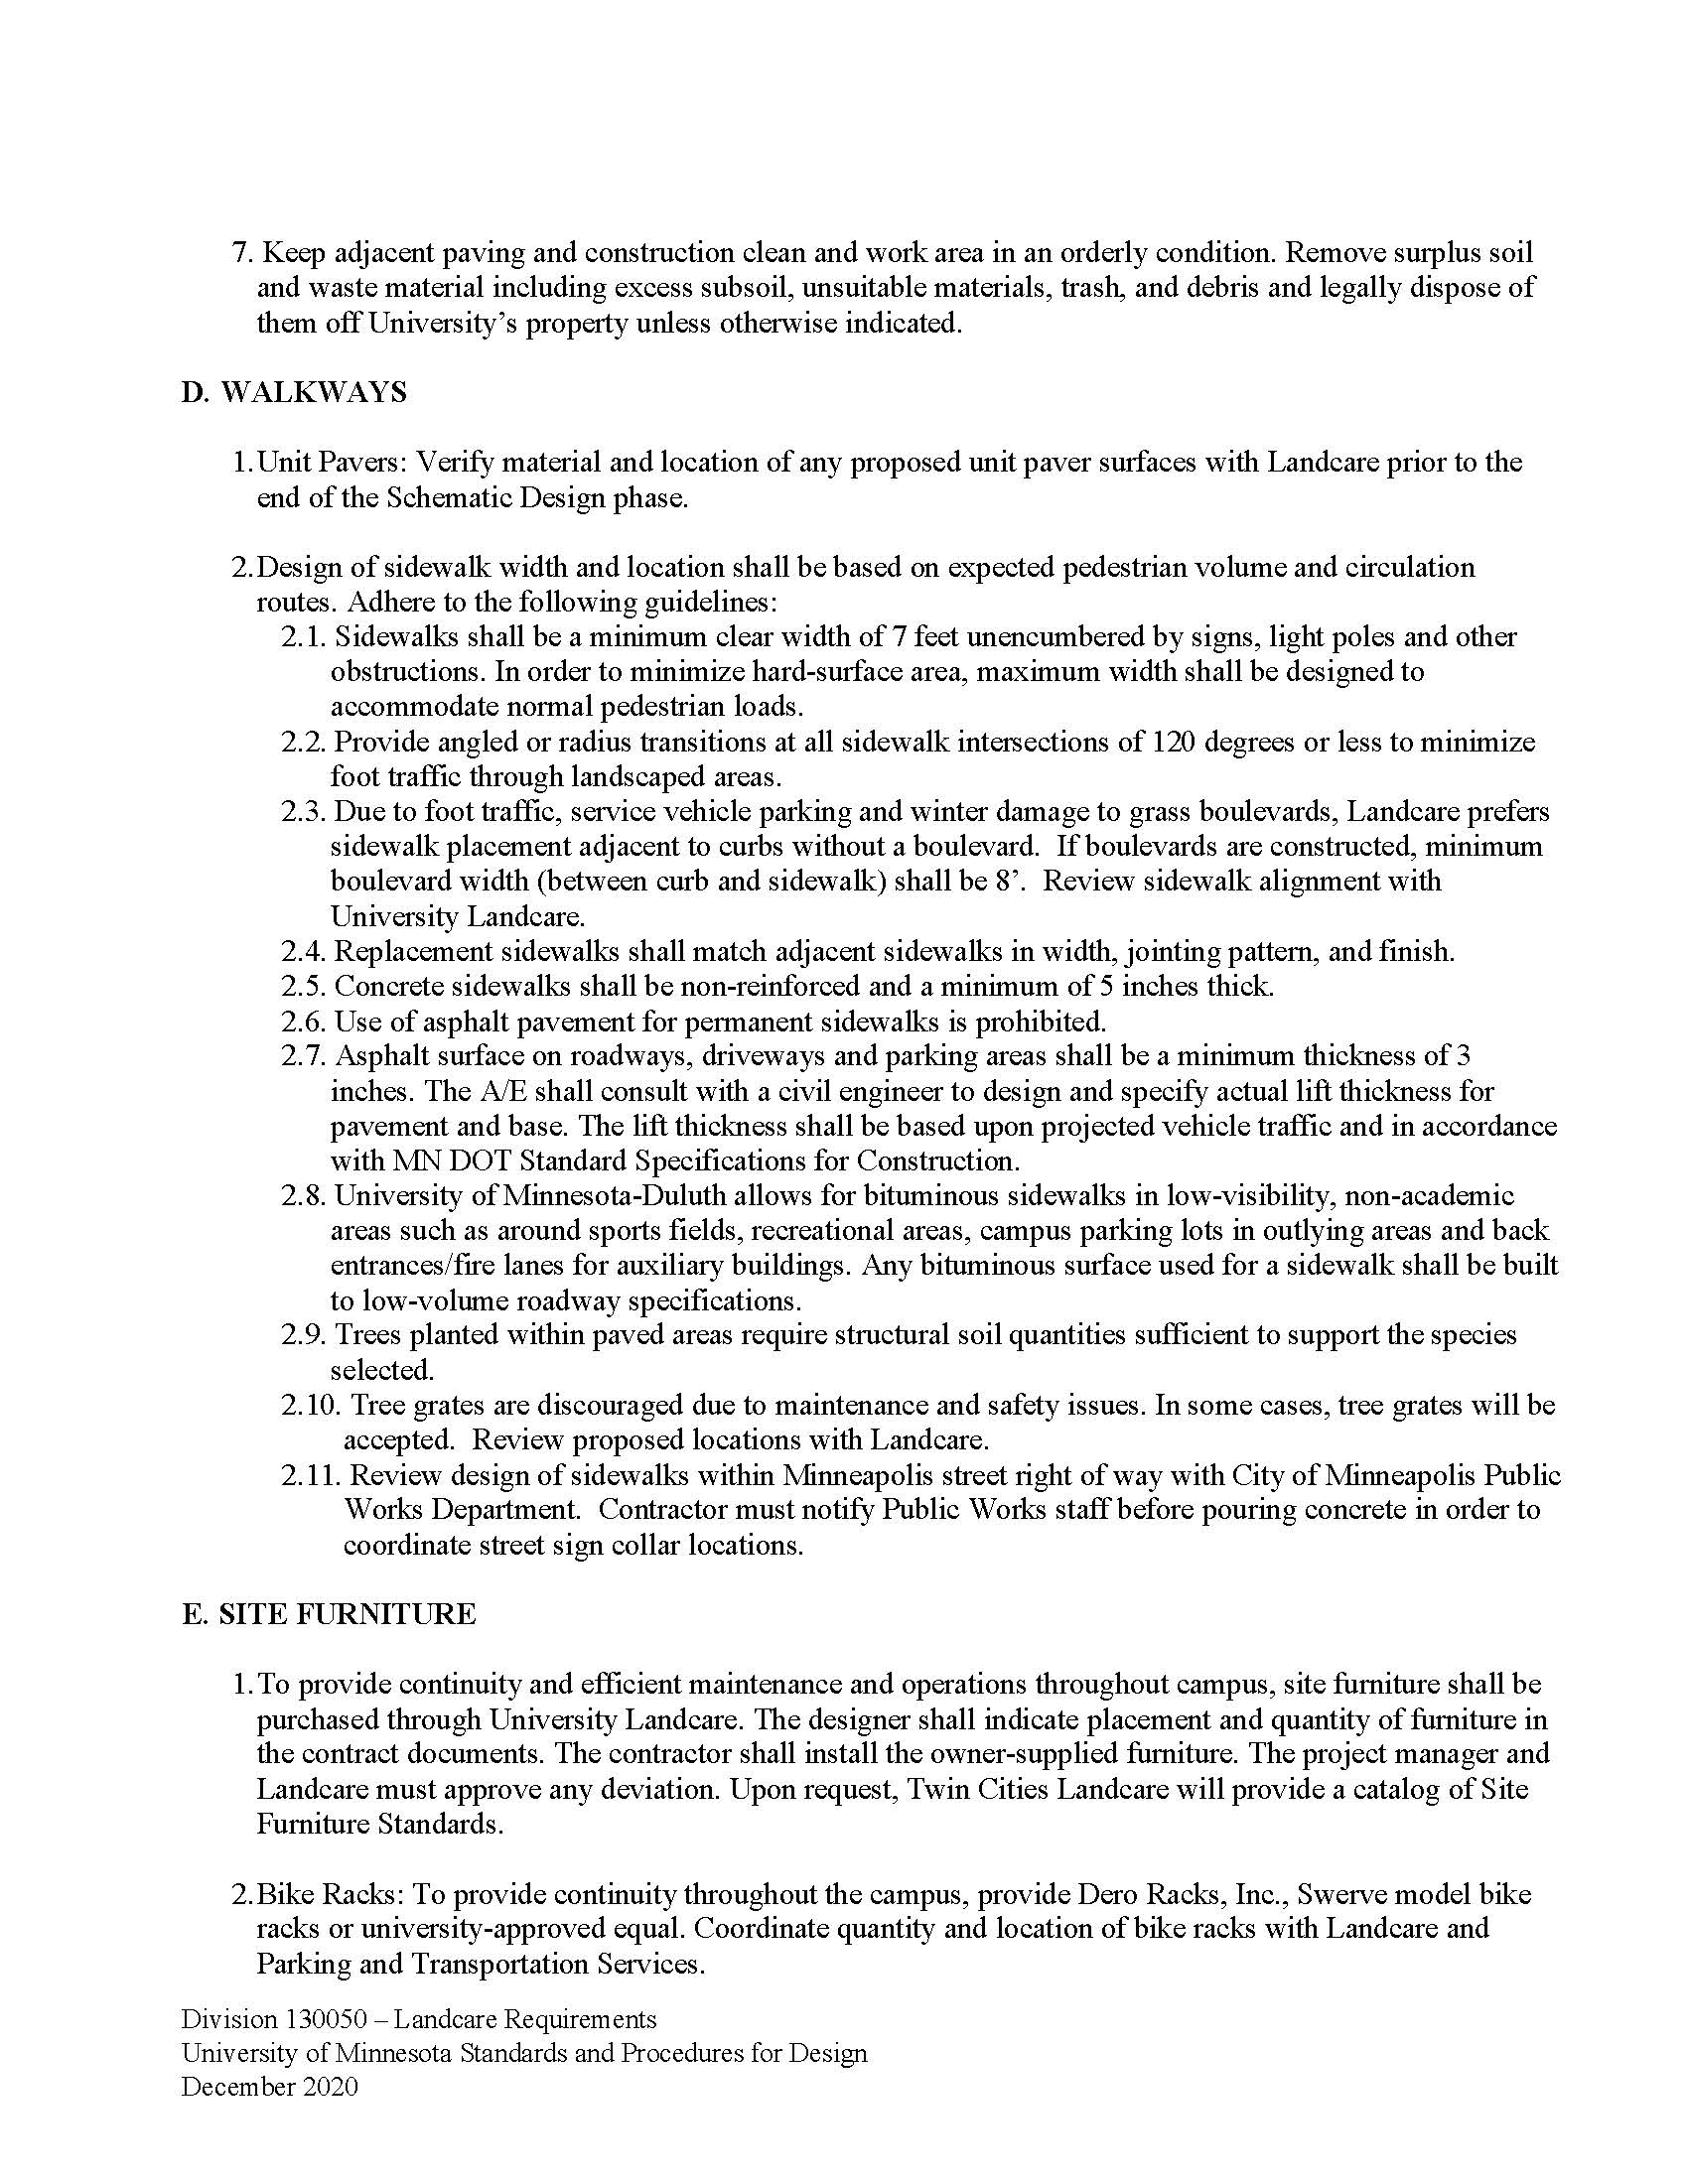 7. Keep adjacent paving and construction clean and work area in an orderly condition. Remove surplus soil
and waste material including excess subsoil, unsuitable materials, trash, and debris and legally dispose of
them off University’s property unless otherwise indicated.
D. WALKWAYS
1. Unit Pavers: Verify material and location of any proposed unit paver surfaces with Landcare prior to the
end of the Schematic Design phase.
2. Design of sidewalk width and location shall be based on expected pedestrian volume and circulation
routes. Adhere to the following guidelines:
2.1. Sidewalks shall be a minimum clear width of 7 feet unencumbered by signs, light poles and other
obstructions. In order to minimize hard-surface area, maximum width shall be designed to
accommodate normal pedestrian loads.
2.2. Provide angled or radius transitions at all sidewalk intersections of 120 degrees or less to minimize
foot traffic through landscaped areas.
2.3. Due to foot traffic, service vehicle parking and winter damage to grass boulevards, Landcare prefers
sidewalk placement adjacent to curbs without a boulevard.  If boulevards are constructed, minimum
boulevard width (between curb and sidewalk) shall be 8’.  Review sidewalk alignment with
University Landcare.
2.4. Replacement sidewalks shall match adjacent sidewalks in width, jointing pattern, and finish.
2.5. Concrete sidewalks shall be non-reinforced and a minimum of 5 inches thick.
2.6. Use of asphalt pavement for permanent sidewalks is prohibited.
2.7. Asphalt surface on roadways, driveways and parking areas shall be a minimum thickness of 3
inches. The A/E shall consult with a civil engineer to design and specify actual lift thickness for
pavement and base. The lift thickness shall be based upon projected vehicle traffic and in accordance
with MN DOT Standard Specifications for Construction.
2.8. University of Minnesota-Duluth allows for bituminous sidewalks in low-visibility, non-academic
areas such as around sports fields, recreational areas, campus parking lots in outlying areas and back
entrances/fire lanes for auxiliary buildings. Any bituminous surface used for a sidewalk shall be built
to low-volume roadway specifications.
2.9. Trees planted within paved areas require structural soil quantities sufficient to support the species
selected.
2.10. Tree grates are discouraged due to maintenance and safety issues. In some cases, tree grates will be
accepted.  Review proposed locations with Landcare.
2.11. Review design of sidewalks within Minneapolis street right of way with City of Minneapolis Public
Works Department.  Contractor must notify Public Works staff before pouring concrete in order to
coordinate street sign collar locations.
E. SITE FURNITURE
1. To provide continuity and efficient maintenance and operations throughout campus, site furniture shall be
purchased through University Landcare. The designer shall indicate placement and quantity of furniture in
the contract documents. The contractor shall install the owner-supplied furniture. The project manager and
Landcare must approve any deviation. Upon request, Twin Cities Landcare will provide a catalog of Site
Furniture Standards.
2. Bike Racks: To provide continuity throughout the campus, provide Dero Racks, Inc., Swerve model bike
racks or university-approved equal. Coordinate quantity and location of bike racks with Landcare and
Parking and Transportation Services.
Division 130050 – Landcare Requirements
University of Minnesota Standards and Procedures for Design
December 2020